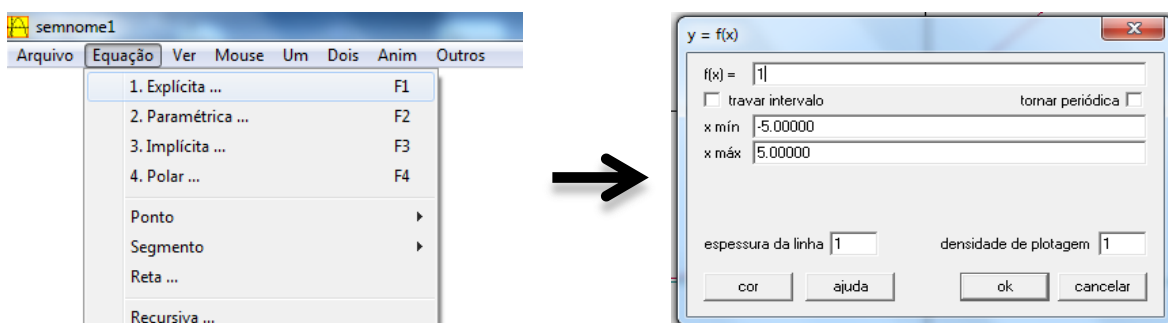 semnome1
Arquivo Equação Ver Mouse Um Dois Anim Outros
1. Explícita ... F1
2. Paramétrica ... F2
3. Implícita ... F3
4. Polar ... F4
Ponto
Segmento
Reta ...
Recursiva ...
y = f(x)
f(x) = 1
travar intervalo tornar periódica
x mín -5.00000
x máx 5.00000
espessura da linha 1 densidade de plotagem 1
cor ajuda ok cancelar